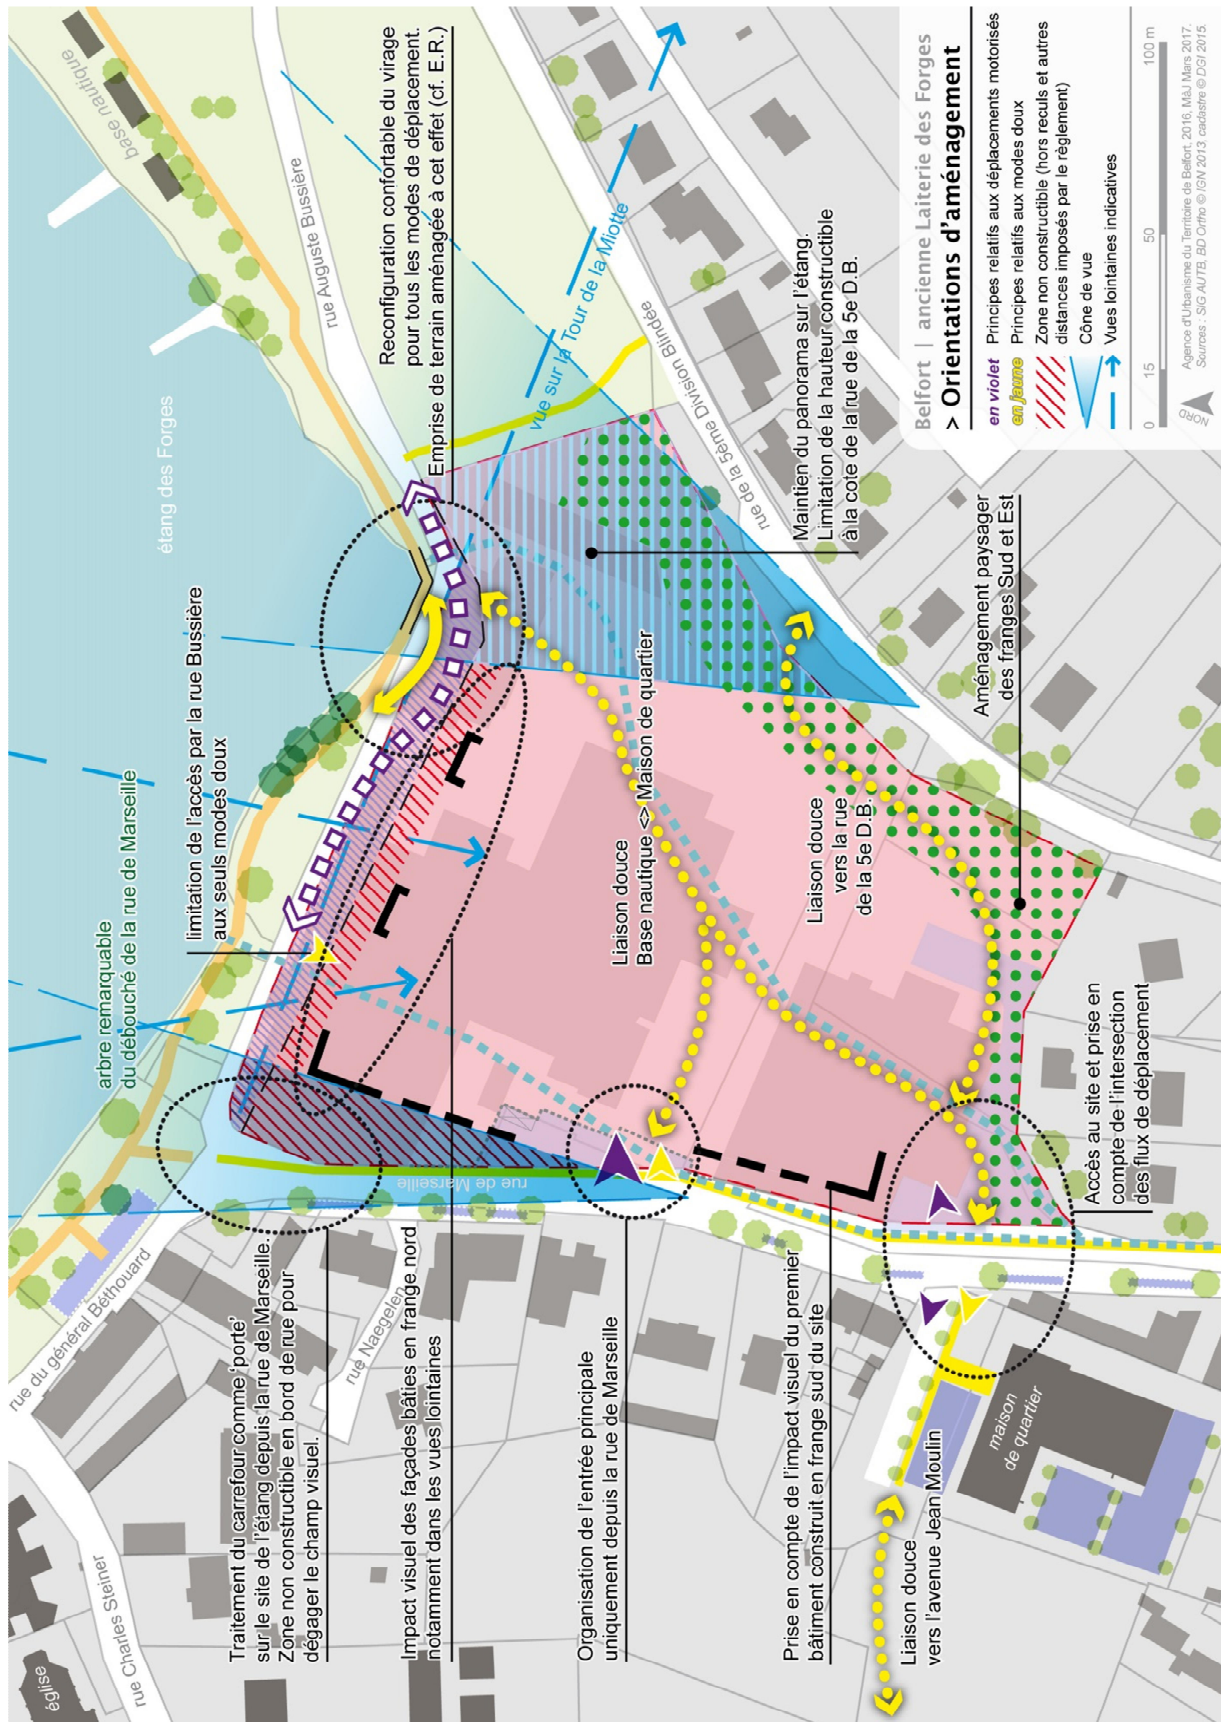 Belfort | ancienne Laiterie des Forges
> Orientations d'aménagement
en violet Principes relatifs aux déplacements motorisés
en jaune Principes relatifs aux modes doux
Zone non constructible (hors reculs et autres
distances imposés par le règlement)
Cône de vue
Vues lointaines indicatives
0 15 50 100 m
NORD
Agence d'Urbanisme du Territoire de Belfort, 2016, MàJ Mars 2017.
Sources : SIG AUTB, BD Ortho © IGN 2013, cadastre © DGI 2015.
église
rue Charles Steiner
rue du général Béthouard
rue Naegelen
rue de Marseille
étang des Forges
base nautique
rue Auguste Bussière
rue de la 5ème Division Blindée
vue sur la Tour de la Miotte
maison
de quartier
Traitement du carrefour comme 'porte'
sur le site de l'étang depuis la rue de Marseille.
Zone non constructible en bord de rue pour
dégager le champ visuel.
Impact visuel des façades bâties en frange nord
notamment dans les vues lointaines
Organisation de l'entrée principale
uniquement depuis la rue de Marseille
Prise en compte de l'impact visuel du premier
bâtiment construit en frange sud du site
Liaison douce
vers l'avenue Jean Moulin
arbre remarquable
du débouché de la rue de Marseille
limitation de l'accès par la rue Bussière
aux seuls modes doux
Reconfiguration confortable du virage
pour tous les modes de déplacement.
Emprise de terrain aménagée à cet effet (cf. E.R.)
Liaison douce
Base nautique <> Maison de quartier
Liaison douce
vers la rue
de la 5e D.B.
Maintien du panorama sur l'étang.
Limitation de la hauteur constructible
à la cote de la rue de la 5e D.B.
Aménagement paysager
des franges Sud et Est
Accès au site et prise en
compte de l'intersection
des flux de déplacement